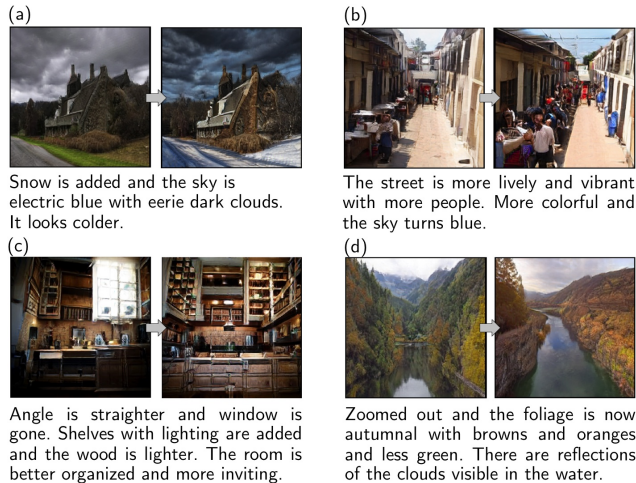 (a)
(b)
Snow is added and the sky is
electric blue with eerie dark clouds.
It looks colder.
The street is more lively and vibrant
with more people. More colorful and
the sky turns blue.
(c)
(d)
Angle is straighter and window is
gone. Shelves with lighting are added
and the wood is lighter. The room is
better organized and more inviting.
Zoomed out and the foliage is now
autumnal with browns and oranges
and less green. There are reflections
of the clouds visible in the water.